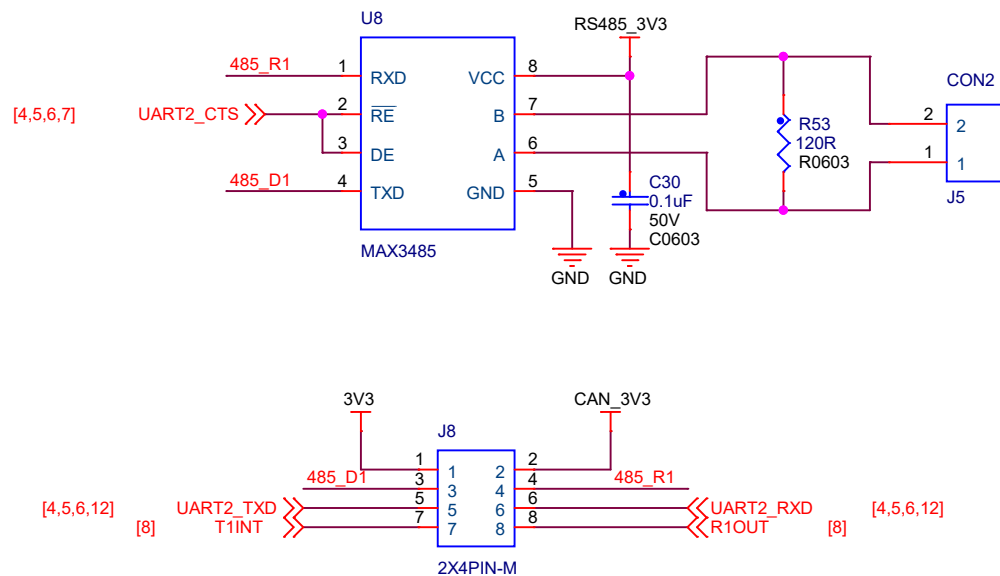 U8
RS485_3V3
485_R1 1 RXD VCC 8
CON2
[4,5,6,7] UART2_CTS 2 RE B 7
2 2
R53
120R
R0603
3 DE A 6
1 1
485_D1 4 TXD GND 5
C30
0.1uF
50V
C0603
J5
MAX3485
GND GND
3V3 CAN_3V3
J8
1 1 2 2
485_D1 3 3 4 4 485_R1
[4,5,6,12] UART2_TXD 5 5 6 6 UART2_RXD [4,5,6,12]
[8] T1INT 7 7 8 8 R1OUT [8]
2X4PIN-M